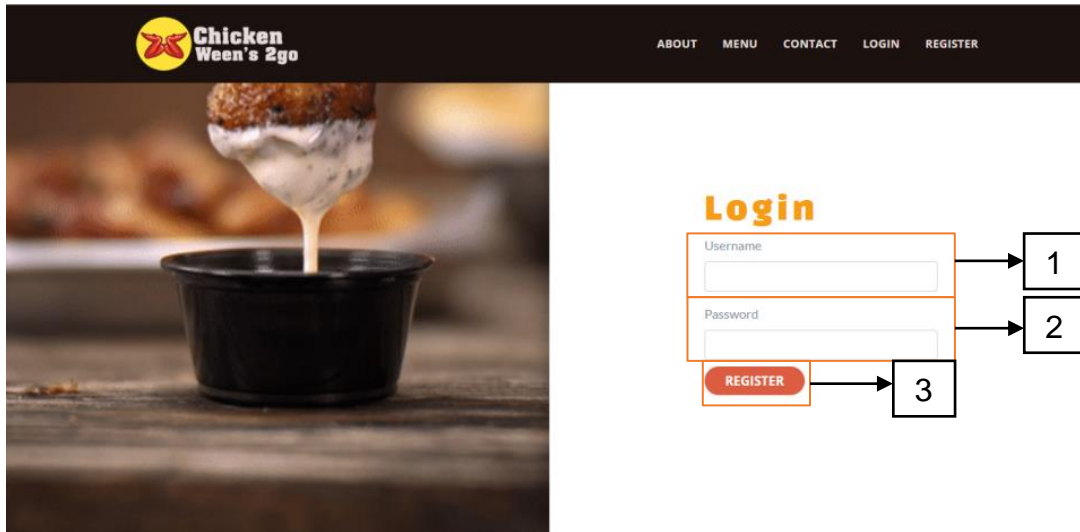 Chicken
Ween's 2go
ABOUT MENU CONTACT LOGIN REGISTER
Login
Username
1
Password
2
REGISTER
3